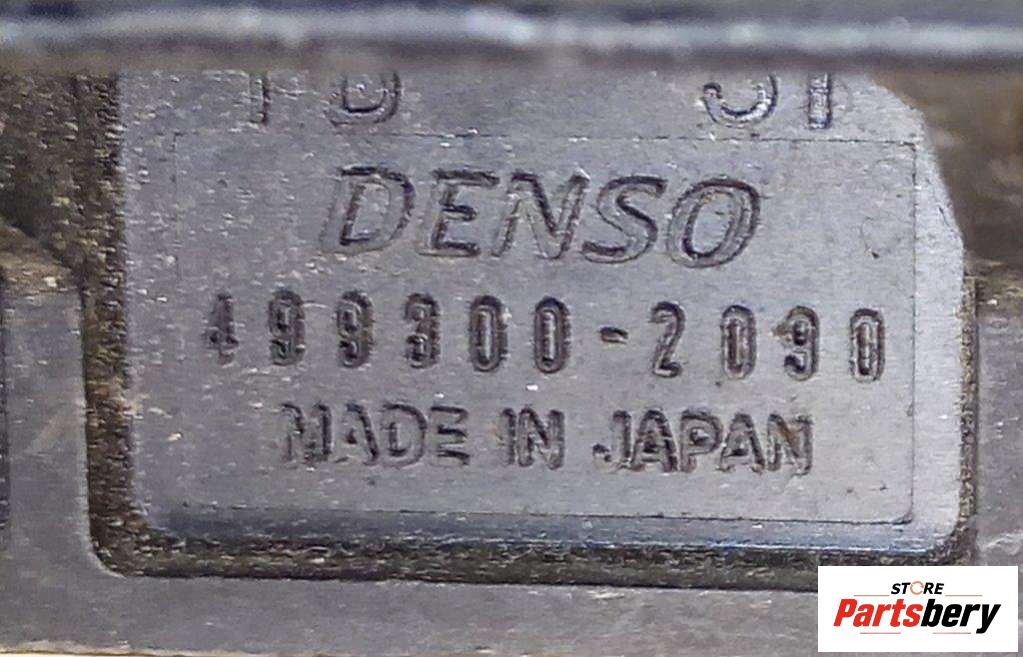 DENSO
499300-2090
MADE IN JAPAN
STORE
Partsbery